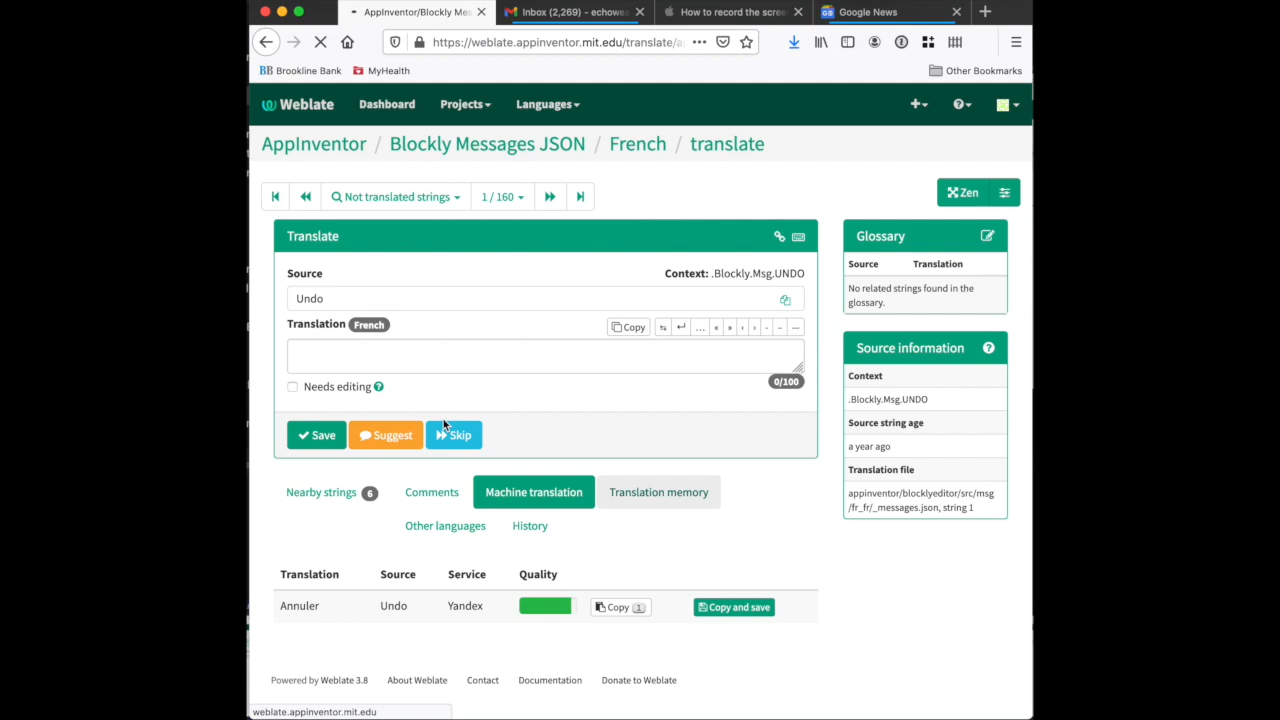 AppInventor/Blockly Mes
Inbox (2,269) - echowe
How to record the scree
Google News
https://weblate.appinventor.mit.edu/translate/a
BB Brookline Bank
MyHealth
Other Bookmarks
Weblate
Dashboard
Projects
Languages
AppInventor / Blockly Messages JSON / French / translate
Not translated strings
1 / 160
Zen
Translate
Source
Context: .Blockly.Msg.UNDO
Undo
Translation French
Copy
… « » ‹ › - – —
0/100
Needs editing
Save
Suggest
Skip
Nearby strings 6
Comments
Machine translation
Translation memory
Other languages
History
Translation Source Service Quality
Annuler Undo Yandex
Copy 1
Copy and save
Glossary
Source Translation
No related strings found in the
glossary.
Source information
Context
.Blockly.Msg.UNDO
Source string age
a year ago
Translation file
appinventor/blocklyeditor/src/msg
/fr_fr/_messages.json, string 1
Powered by Weblate 3.8
About Weblate
Contact
Documentation
Donate to Weblate
weblate.appinventor.mit.edu